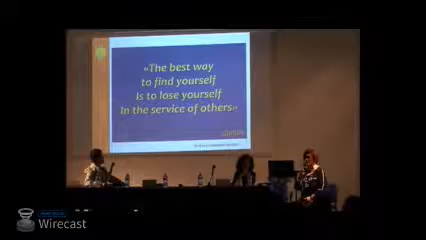 «The best way
to find yourself
Is to lose yourself
In the service of others»
Wirecast